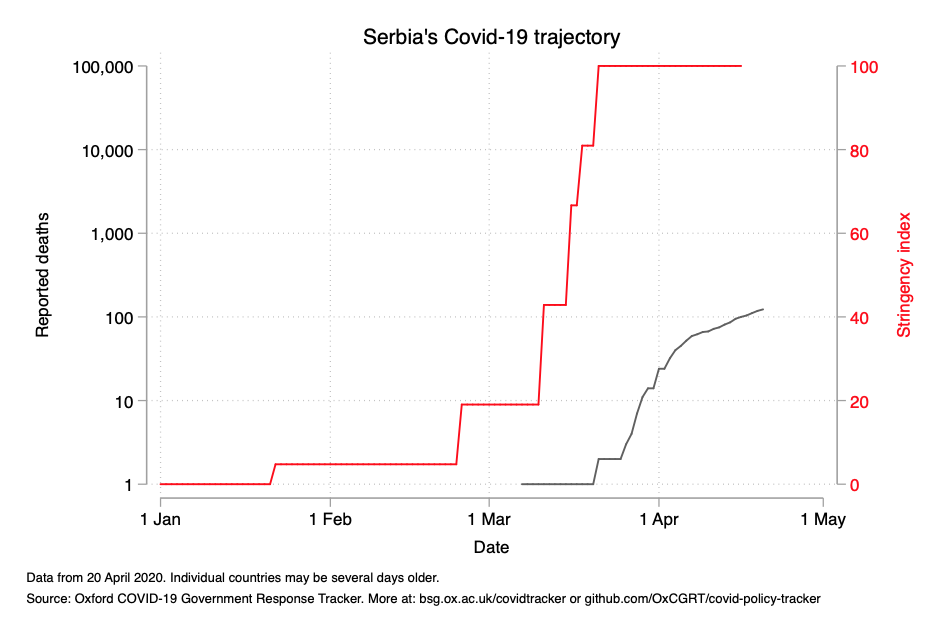 Serbia's Covid-19 trajectory
100,000
10,000
1,000
100
10
1
Reported deaths
100
80
60
40
20
0
Stringency index
1 Jan
1 Feb
1 Mar
1 Apr
1 May
Date
Data from 20 April 2020. Individual countries may be several days older.
Source: Oxford COVID-19 Government Response Tracker. More at: bsg.ox.ac.uk/covidtracker or github.com/OxCGRT/covid-policy-tracker